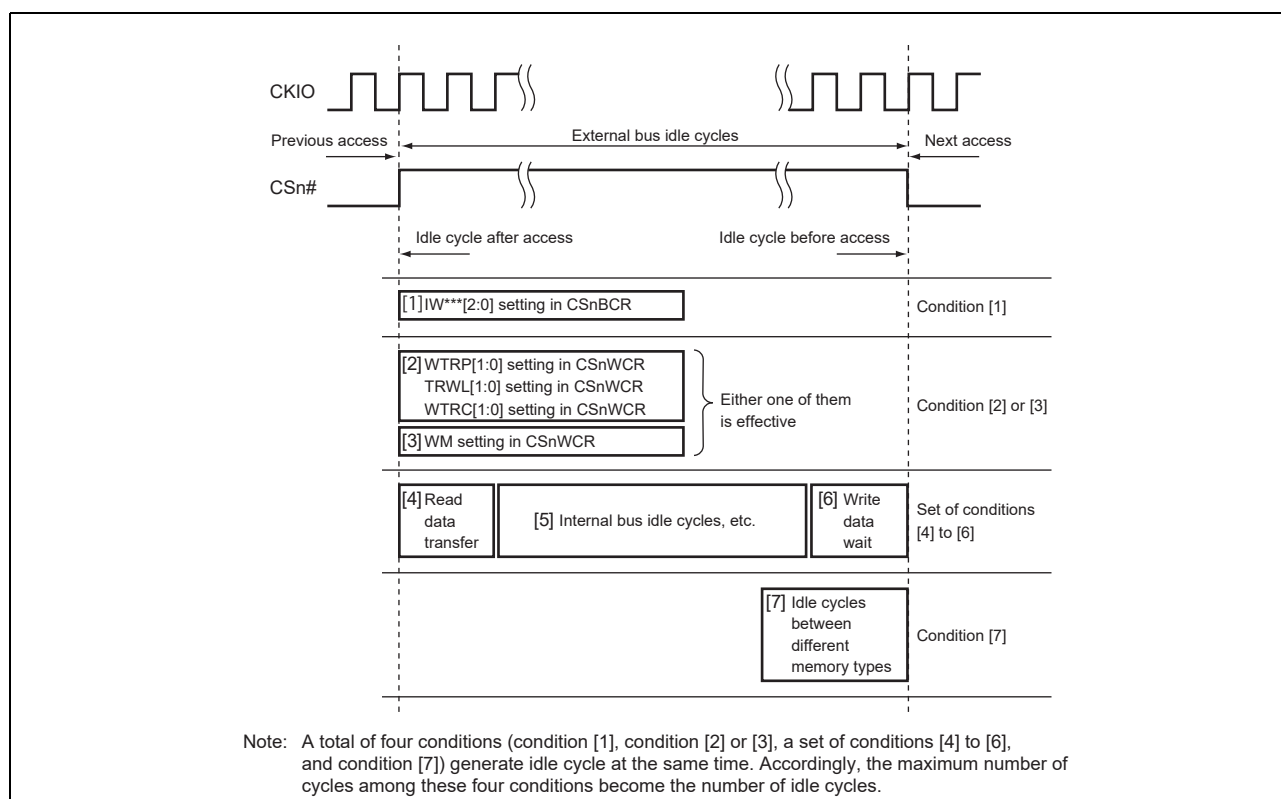 CKIO
Previous access
External bus idle cycles
Next access
CSn#
Idle cycle after access
Idle cycle before access
[1] IW***[2:0] setting in CSnBCR
Condition [1]
[2] WTRP[1:0] setting in CSnWCR
TRWL[1:0] setting in CSnWCR
WTRC[1:0] setting in CSnWCR
Either one of them
is effective
Condition [2] or [3]
[3] WM setting in CSnWCR
[4] Read
data
transfer
[5] Internal bus idle cycles, etc.
[6] Write
data
wait
Set of conditions
[4] to [6]
[7] Idle cycles
between
different
memory types
Condition [7]
Note: A total of four conditions (condition [1], condition [2] or [3], a set of conditions [4] to [6],
and condition [7]) generate idle cycle at the same time. Accordingly, the maximum number of
cycles among these four conditions become the number of idle cycles.